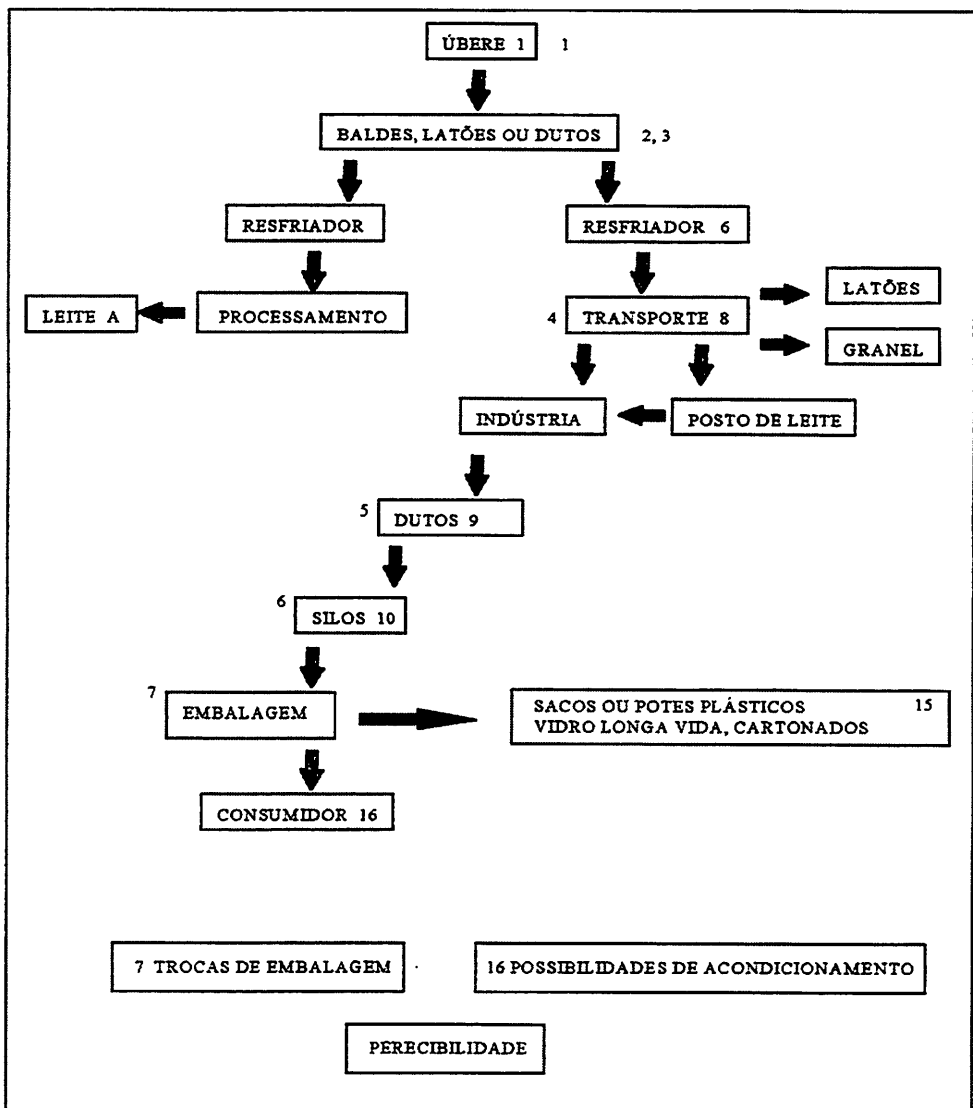 ÚBERE 1 1
BALDES, LATÕES OU DUTOS 2, 3
RESFRIADOR
RESFRIADOR 6
LATÕES
LEITE A
PROCESSAMENTO
4 TRANSPORTE 8
GRANEL
INDÚSTRIA
POSTO DE LEITE
5 DUTOS 9
6 SILOS 10
7 EMBALAGEM
SACOS OU POTES PLÁSTICOS 15
VIDRO LONGA VIDA, CARTONADOS
CONSUMIDOR 16
7 TROCAS DE EMBALAGEM
16 POSSIBILIDADES DE ACONDICIONAMENTO
PERECIBILIDADE